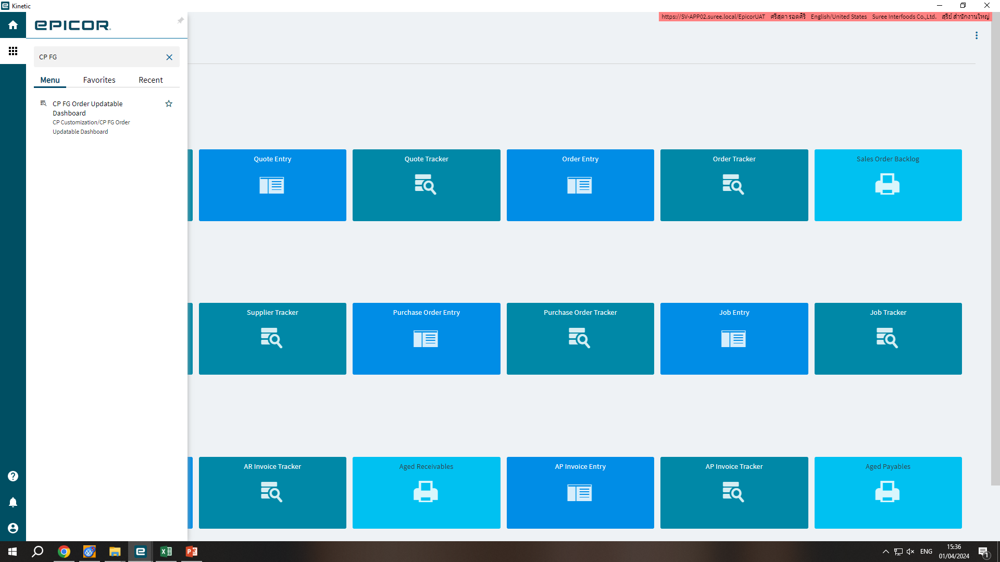 Kinetic
https://SV-APP02.suree.local/EpicorUAT ศรีสุดา รอดศิริ English/United States Suree Interfoods Co.,Ltd. สุรีย์ สำนักงานใหญ่
EPICOR
CP FG
Menu Favorites Recent
CP FG Order Updatable
Dashboard
CP Customization/CP FG Order
Updatable Dashboard
Quote Entry Quote Tracker Order Entry Order Tracker Sales Order Backlog
Supplier Tracker Purchase Order Entry Purchase Order Tracker Job Entry Job Tracker
AR Invoice Tracker Aged Receivables AP Invoice Entry AP Invoice Tracker Aged Payables
ENG
15:36
01/04/2024
1